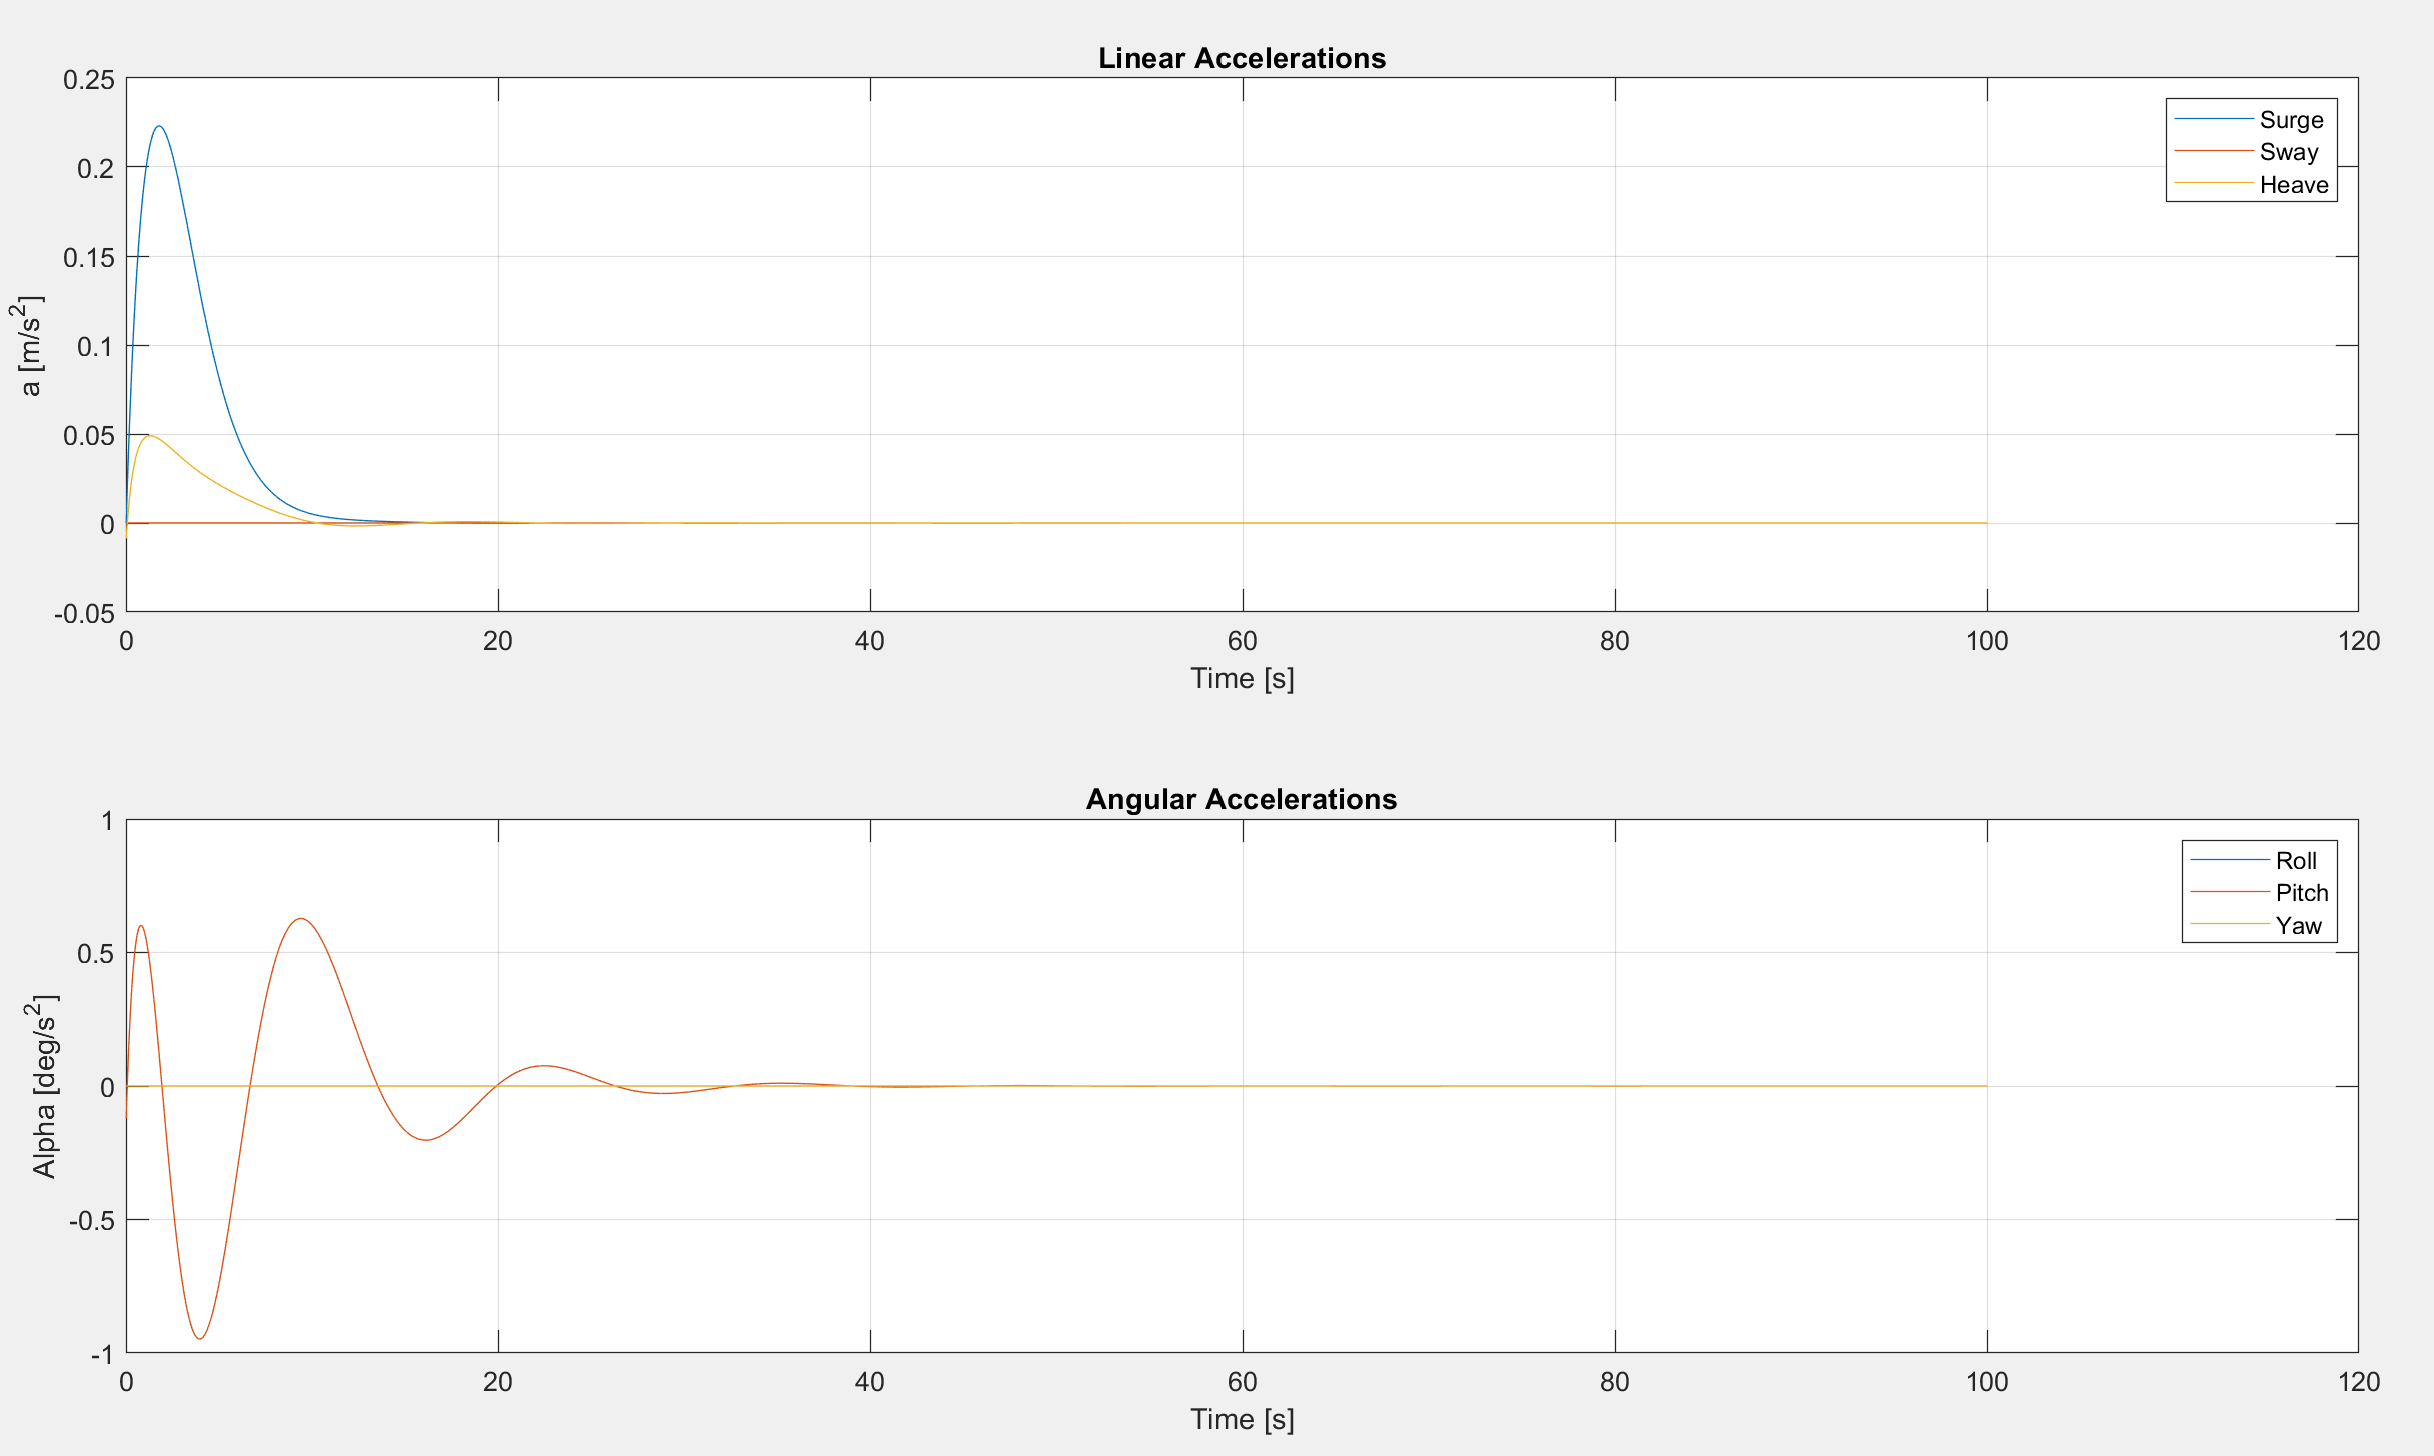 Linear Accelerations
0.25
0.2
0.15
0.1
0.05
0
-0.05
a [m/s²]
Surge
Sway
Heave
0 20 40 60 80 100 120
Time [s]
Angular Accelerations
1
0.5
0
-0.5
-1
Alpha [deg/s²]
Roll
Pitch
Yaw
0 20 40 60 80 100 120
Time [s]